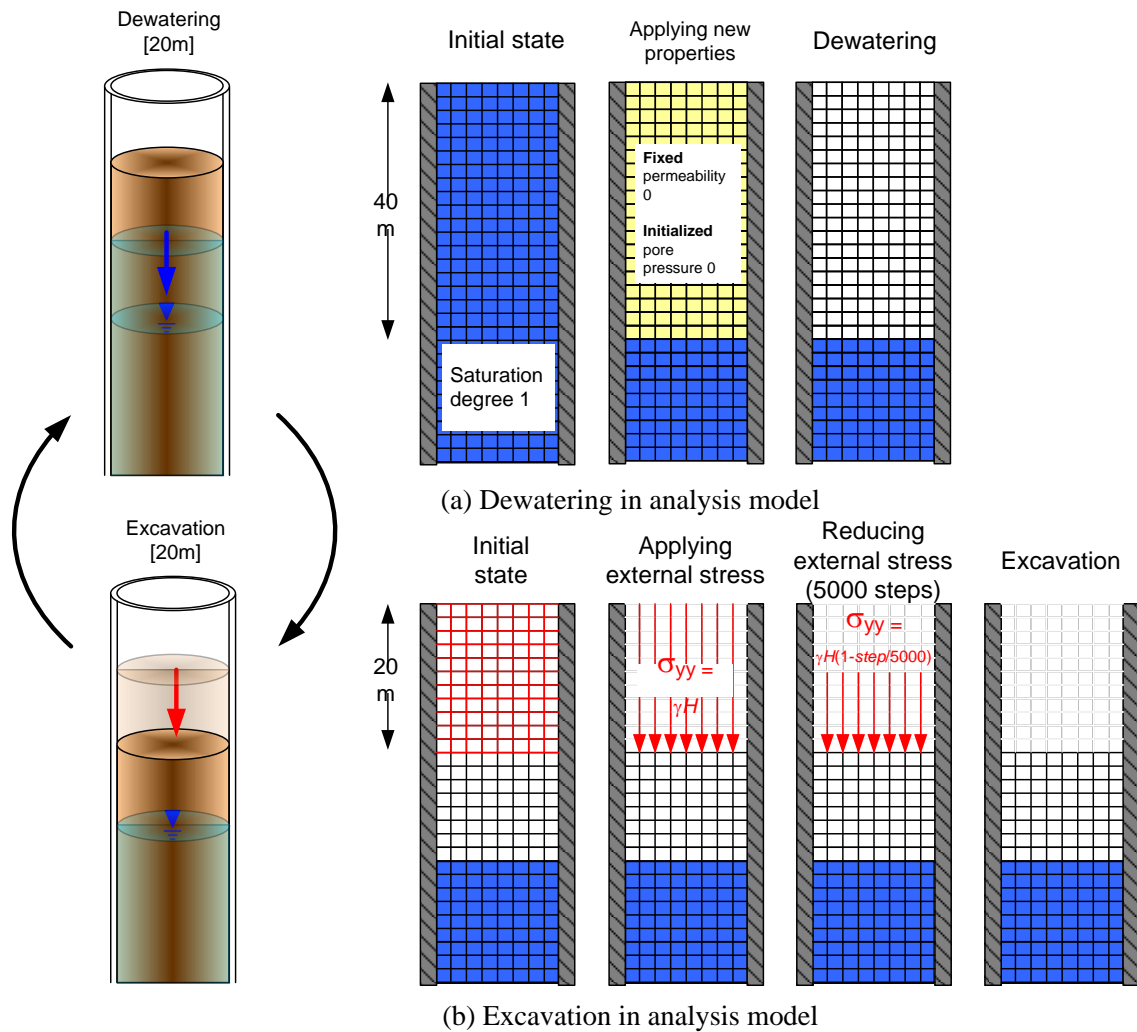 Dewatering
[20m]
Initial state
Applying new
properties
Dewatering
40
m
Fixed
permeability
0
Initialized
pore
pressure 0
Saturation
degree 1
(a) Dewatering in analysis model
Excavation
[20m]
Initial
state
Applying
external stress
Reducing
external stress
(5000 steps)
Excavation
20
m
σyy =
γH
σyy =
γH(1-step/5000)
(b) Excavation in analysis model